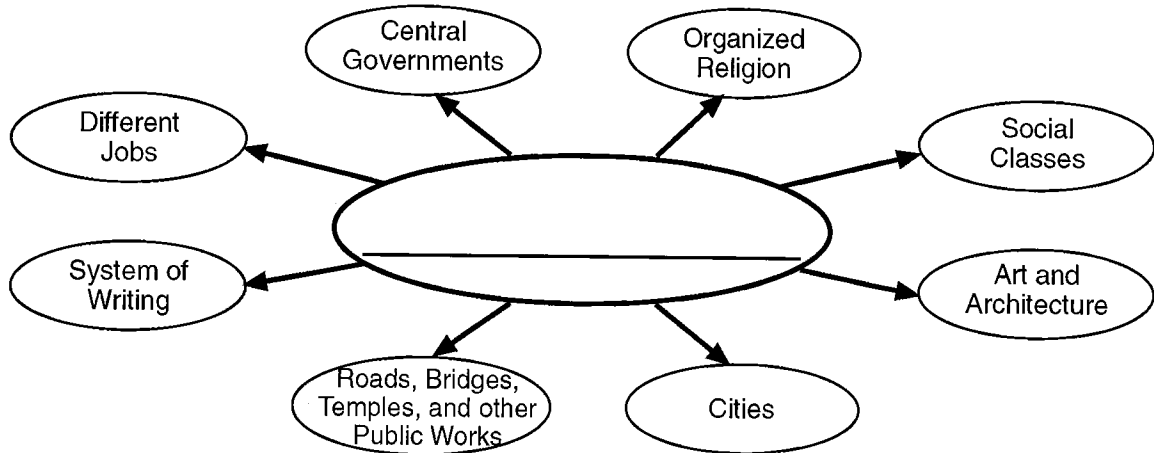 Central
Governments
Organized
Religion
Different
Jobs
Social
Classes
System of
Writing
Art and
Architecture
Roads, Bridges,
Temples, and other
Public Works
Cities